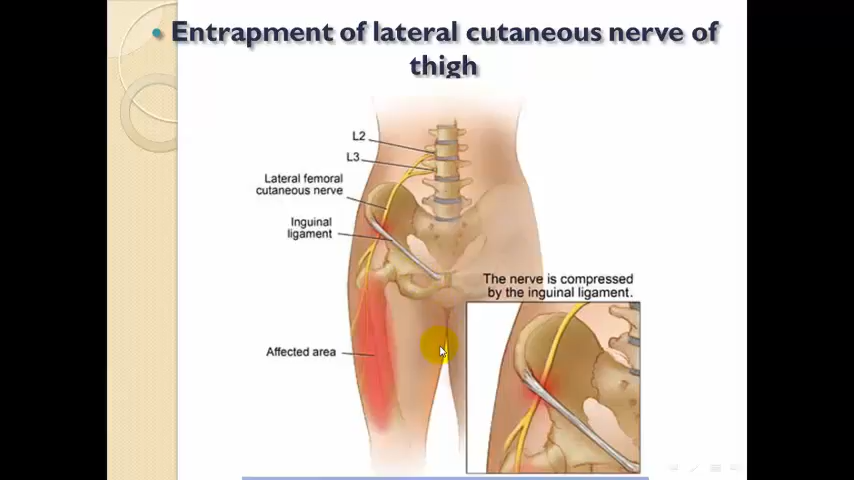 • Entrapment of lateral cutaneous nerve of
thigh
L2
L3
Lateral femoral
cutaneous nerve
Inguinal
ligament
The nerve is compressed
by the inguinal ligament.
Affected area